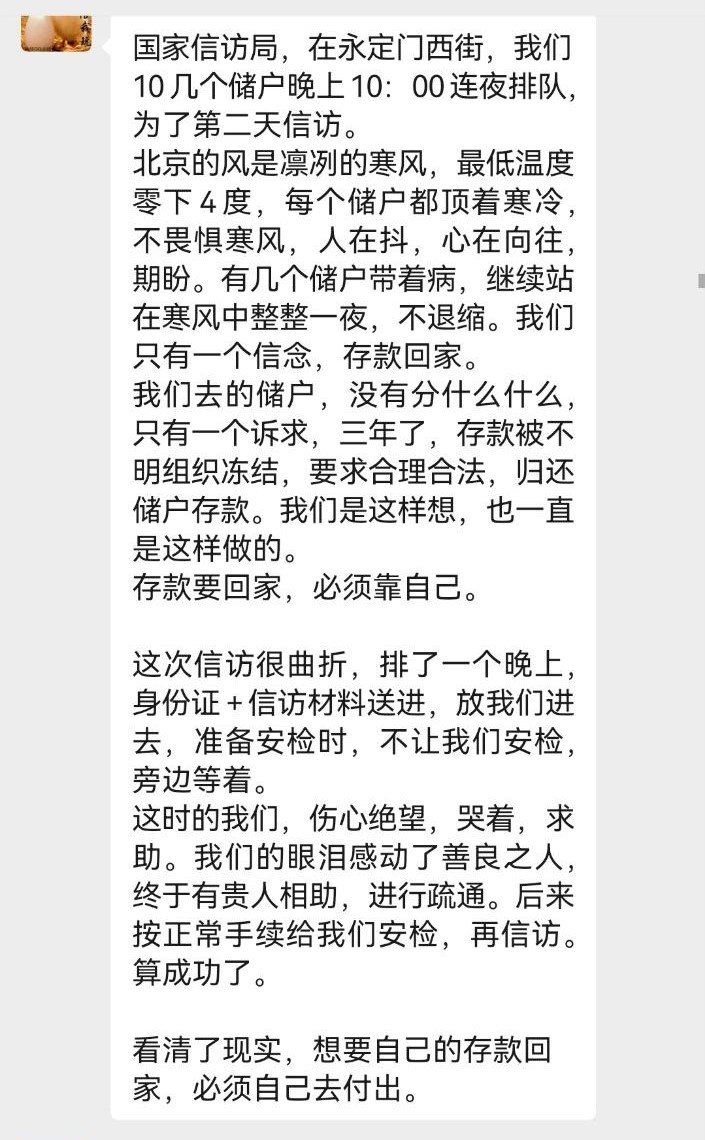 国家信访局，在永定门西街，我们
10几个储户晚上10：00连夜排队，
为了第二天信访。
北京的风是凛冽的寒风，最低温度
零下4度，每个储户都顶着寒冷，
不畏惧寒风，人在抖，心在向往，
期盼。有几个储户带着病，继续站
在寒风中整整一夜，不退缩。我们
只有一个信念，存款回家。
我们去的储户，没有分什么什么，
只有一个诉求，三年了，存款被不
明组织冻结，要求合理合法，归还
储户存款。我们是这样想，也一直
是这样做的。
存款要回家，必须靠自己。
这次信访很曲折，排了一个晚上，
身份证+信访材料送进，放我们进
去，准备安检时，不让我们安检，
旁边等着。
这时的我们，伤心绝望，哭着，求
助。我们的眼泪感动了善良之人，
终于有贵人相助，进行疏通。后来
按正常手续给我们安检，再信访。
算成功了。
看清了现实，想要自己的存款回
家，必须自己去付出。